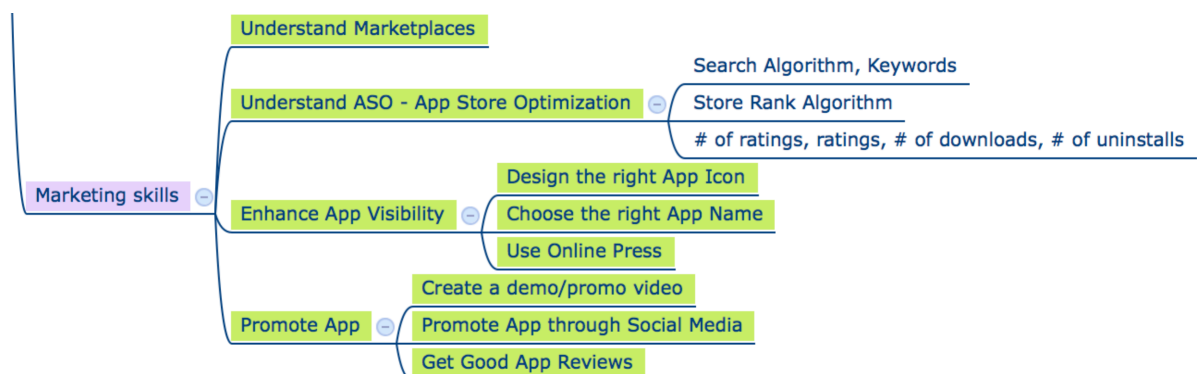 Understand Marketplaces
Search Algorithm, Keywords
Understand ASO - App Store Optimization
Store Rank Algorithm
# of ratings, ratings, # of downloads, # of uninstalls
Marketing skills
Design the right App Icon
Enhance App Visibility
Choose the right App Name
Use Online Press
Create a demo/promo video
Promote App
Promote App through Social Media
Get Good App Reviews